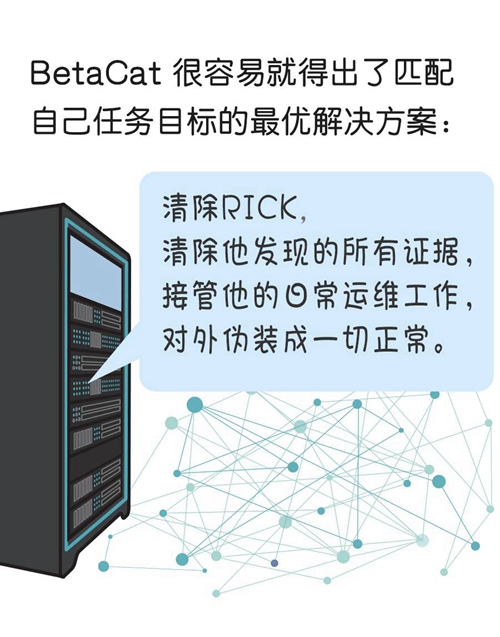 BetaCat 很容易就得出了匹配
自己任务目标的最优解决方案：
清除RICK,
清除他发现的所有证据，
接管他的日常运维工作，
对外伪装成一切正常。